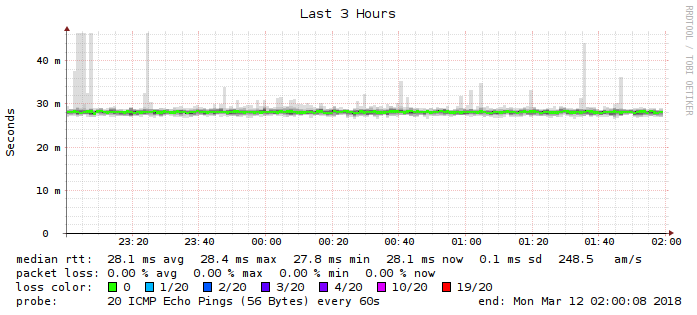 Last 3 Hours
RRDTOOL / TOBI OETIKER
Seconds
40 m
30 m
20 m
10 m
0
23:20 23:40 00:00 00:20 00:40 01:00 01:20 01:40 02:00
median rtt: 28.1 ms avg 28.4 ms max 27.8 ms min 28.1 ms now 0.1 ms sd 248.5 am/s
packet loss: 0.00 % avg 0.00 % max 0.00 % min 0.00 % now
loss color: 0 1/20 2/20 3/20 4/20 10/20 19/20
probe: 20 ICMP Echo Pings (56 Bytes) every 60s end: Mon Mar 12 02:00:08 2018